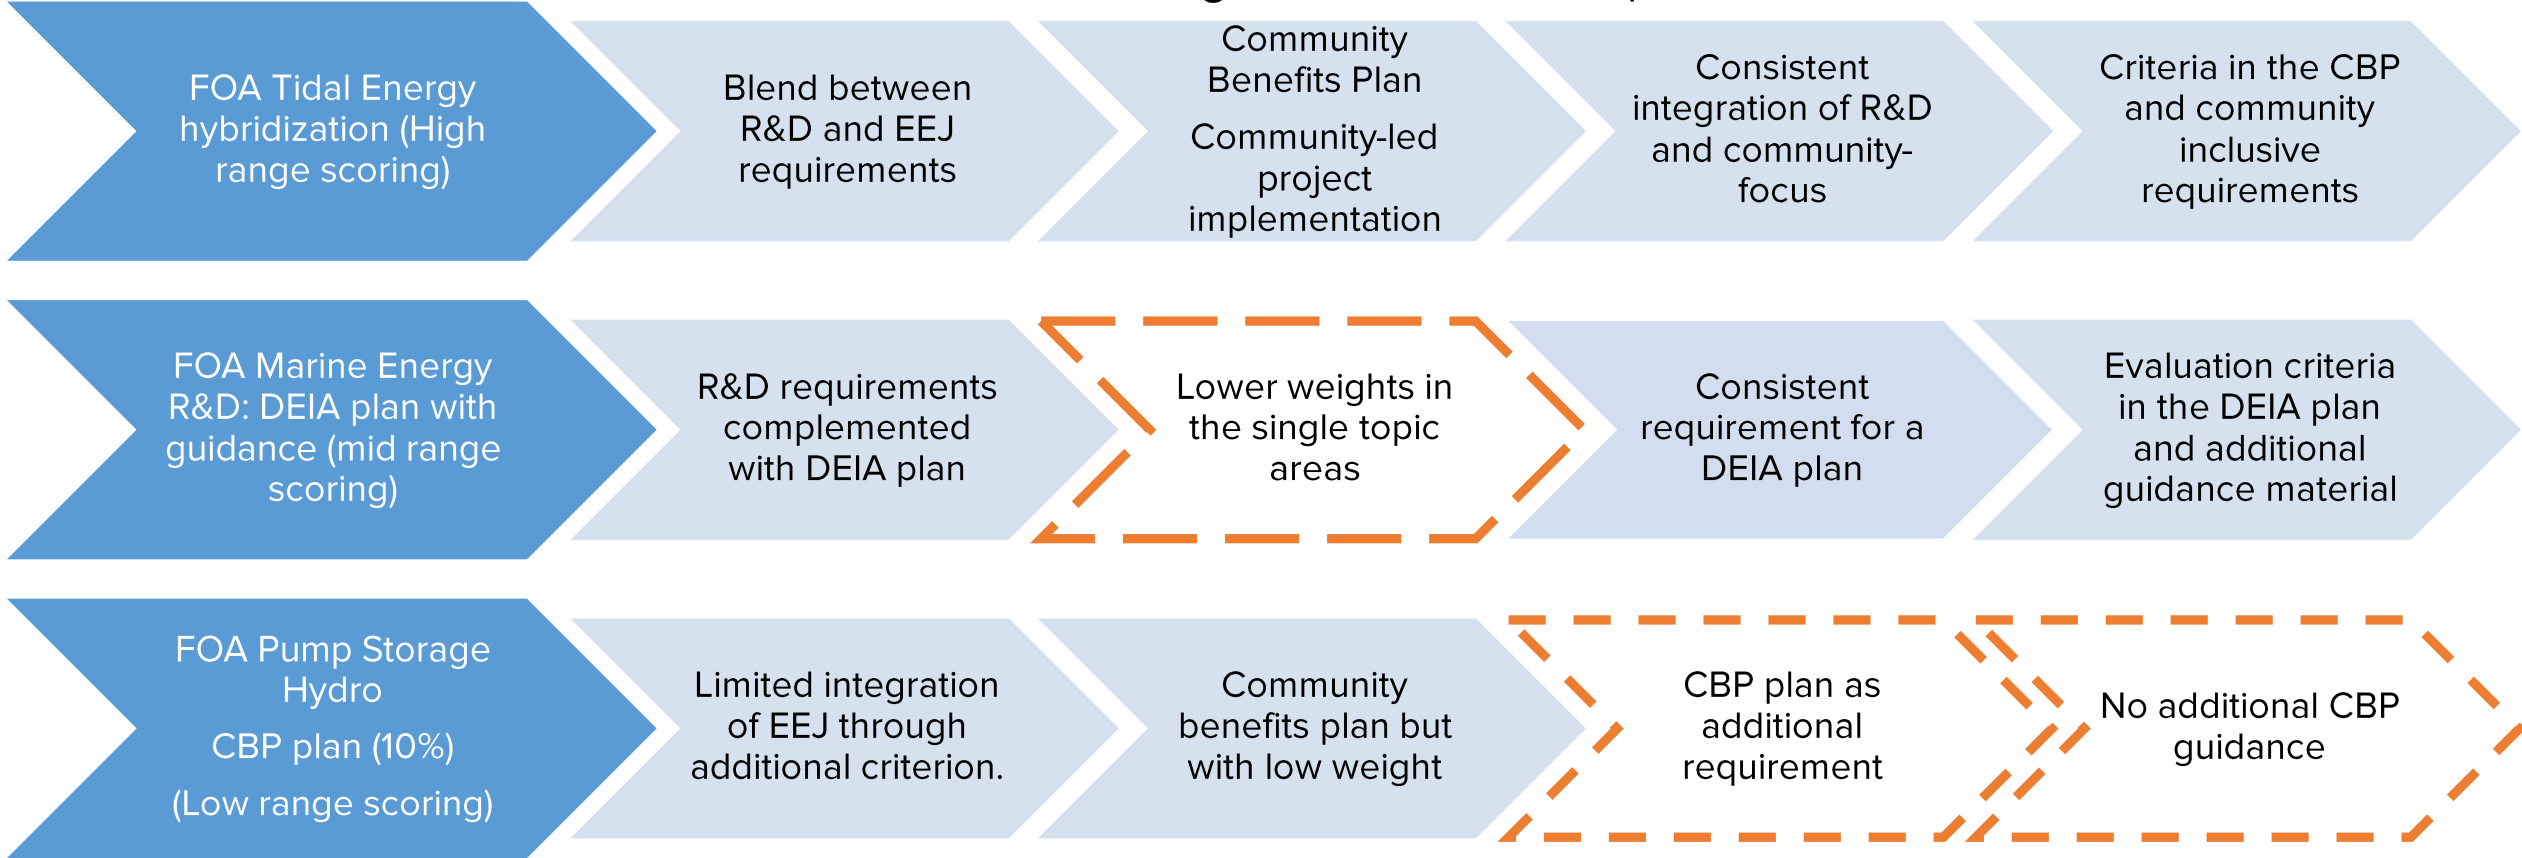 FOA Tidal Energy
hybridization (High
range scoring)
Blend between
R&D and EEJ
requirements
Community
Benefits Plan
Community-led
project
implementation
Consistent
integration of R&D
and community-
focus
Criteria in the CBP
and community
inclusive
requirements
FOA Marine Energy
R&D: DEIA plan with
guidance (mid range
scoring)
R&D requirements
complemented
with DEIA plan
Lower weights in
the single topic
areas
Consistent
requirement for a
DEIA plan
Evaluation criteria
in the DEIA plan
and additional
guidance material
FOA Pump Storage
Hydro
CBP plan (10%)
(Low range scoring)
Limited integration
of EEJ through
additional criterion.
Community
benefits plan but
with low weight
CBP plan as
additional
requirement
No additional CBP
guidance